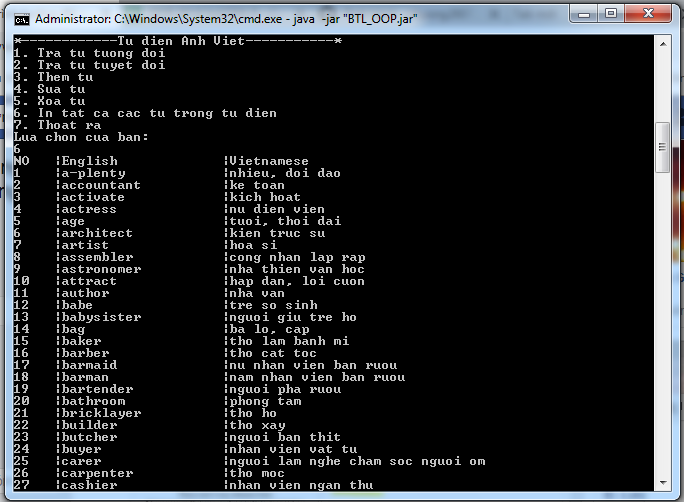 Administrator: C:\Windows\System32\cmd.exe - java -jar "BTL_OOP.jar"
*------------Tu dien Anh Viet-----------*
1. Tra tu tuong doi
2. Tra tu tuyet doi
3. Them tu
4. Sua tu
5. Xoa tu
6. In tat ca cac tu trong tu dien
7. Thoat ra
Lua chon cua ban:
6
NO |English |Vietnamese
1 |a-plenty |nhieu, doi dao
2 |accountant |ke toan
3 |activate |kich hoat
4 |actress |nu dien vien
5 |age |tuoi, thoi dai
6 |architect |kien truc su
7 |artist |hoa si
8 |assembler |cong nhan lap rap
9 |astronomer |nha thien van hoc
10 |attract |hap dan, loi cuon
11 |author |nha van
12 |babe |tre so sinh
13 |babysister |nguoi giu tre ho
14 |bag |ba lo, cap
15 |baker |tho lam banh mi
16 |barber |tho cat toc
17 |barmaid |nu nhan vien ban ruou
18 |barman |nam nhan vien ban ruou
19 |bartender |nguoi pha ruou
20 |bathroom |phong tam
21 |bricklayer |tho ho
22 |builder |tho xay
23 |butcher |nguoi ban thit
24 |buyer |nhan vien vat tu
25 |carer |nguoi lam nghe cham soc nguoi om
26 |carpenter |tho moc
27 |cashier |nhan vien ngan thu